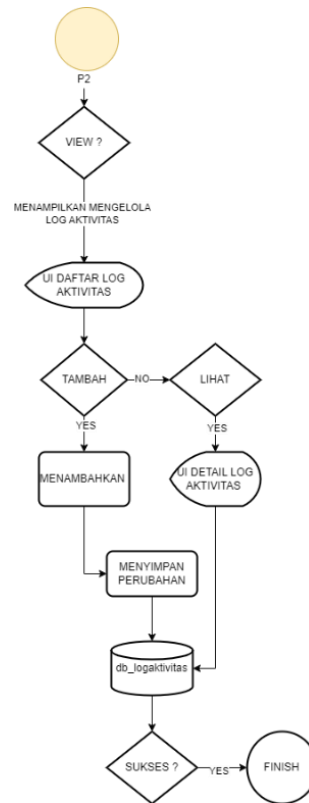 P2
VIEW ?
MENAMPILKAN MENGELOLA
LOG AKTIVITAS
UI DAFTAR LOG
AKTIVITAS
TAMBAH
NO
LIHAT
YES
YES
MENAMBAHKAN
UI DETAIL LOG
AKTIVITAS
MENYIMPAN
PERUBAHAN
db_logaktivitas
SUKSES ?
YES
FINISH